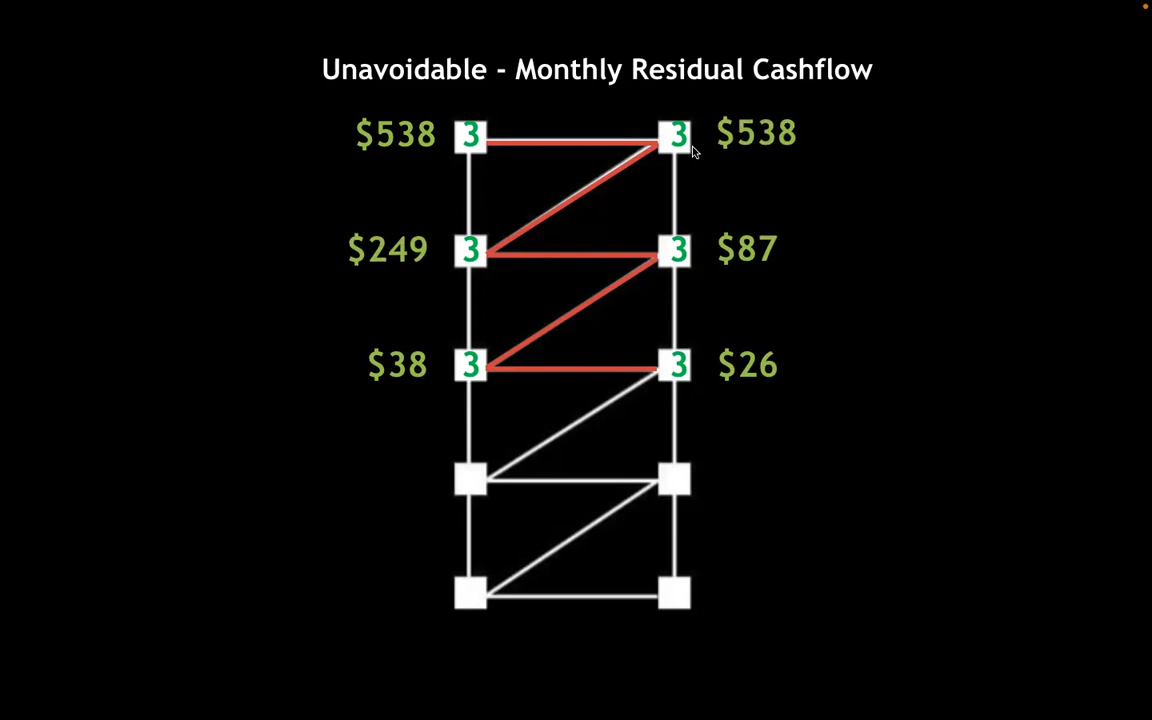 Unavoidable - Monthly Residual Cashflow
$538 3 3 $538
$249 3 3 $87
$38 3 3 $26